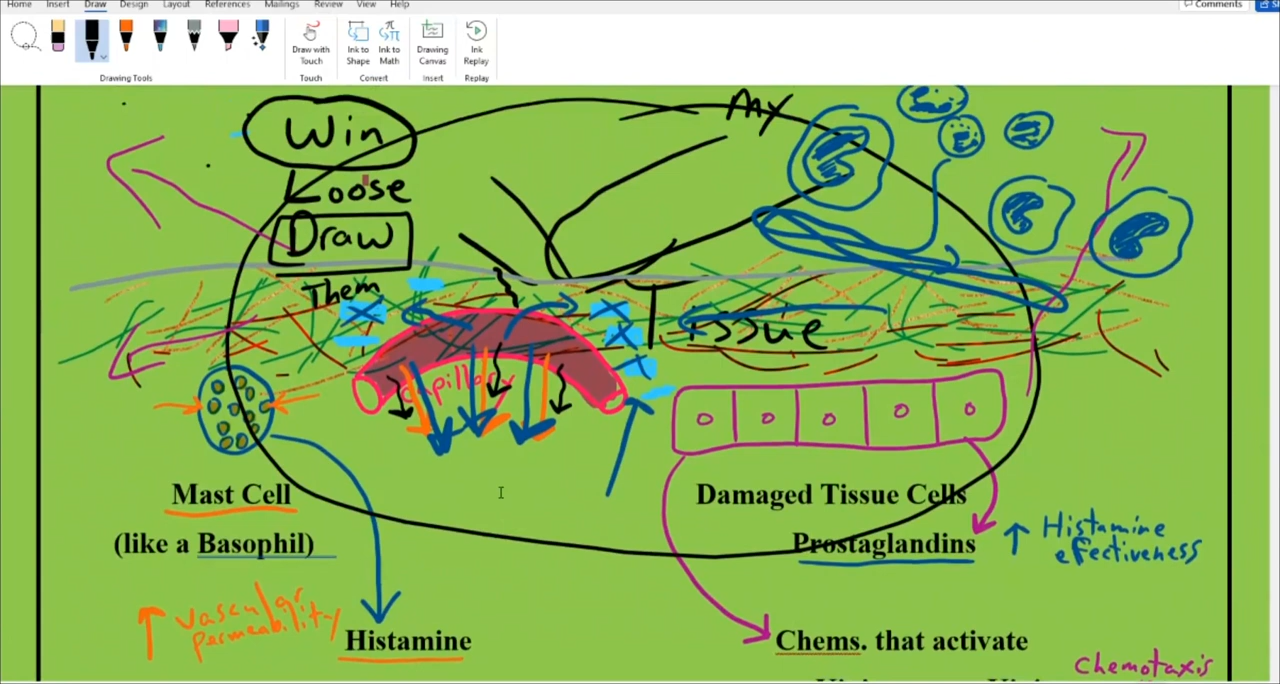 Home Insert Draw Design Layout References Mailings Review View Help Comments
Draw with Touch
Ink to Shape
Ink to Math
Drawing Canvas
Ink Replay
Drawing Tools Touch Convert Insert Replay
Win
Loose
Draw
Them
My
Tissue
Capillary
Mast Cell
(like a Basophil)
Damaged Tissue Cells
Prostaglandins
↑ Histamine
effectiveness
↑ Vascular
permeability
Histamine
Chems. that activate
Chemotaxis